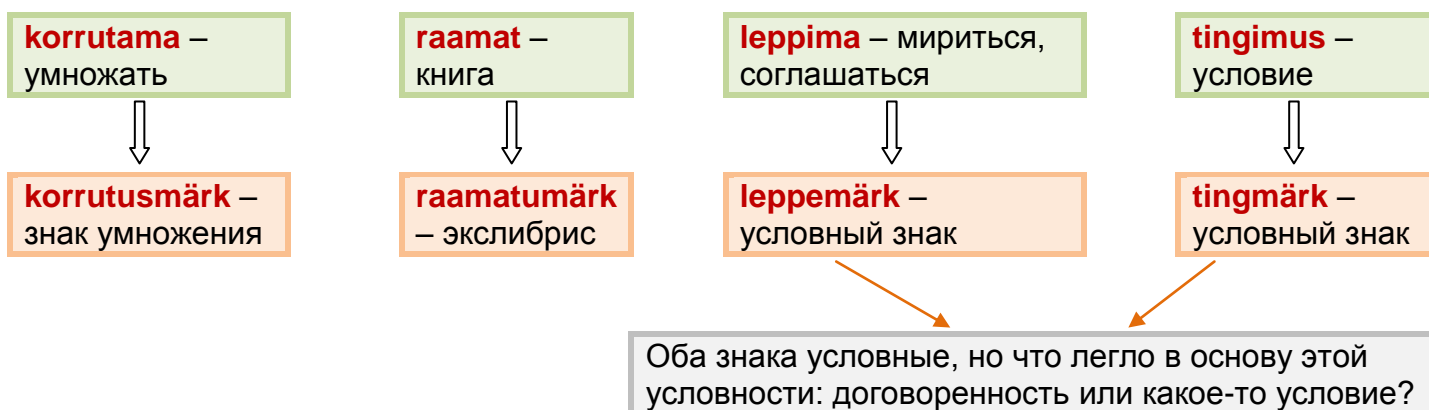 korrutama –
умножать
raamat –
книга
leppima – мириться,
соглашаться
tingimus –
условие
korrutusmärk –
знак умножения
raamatumärk
– экслибрис
leppemärk –
условный знак
tingmärk –
условный знак
Оба знака условные, но что легло в основу этой
условности: договоренность или какое-то условие?